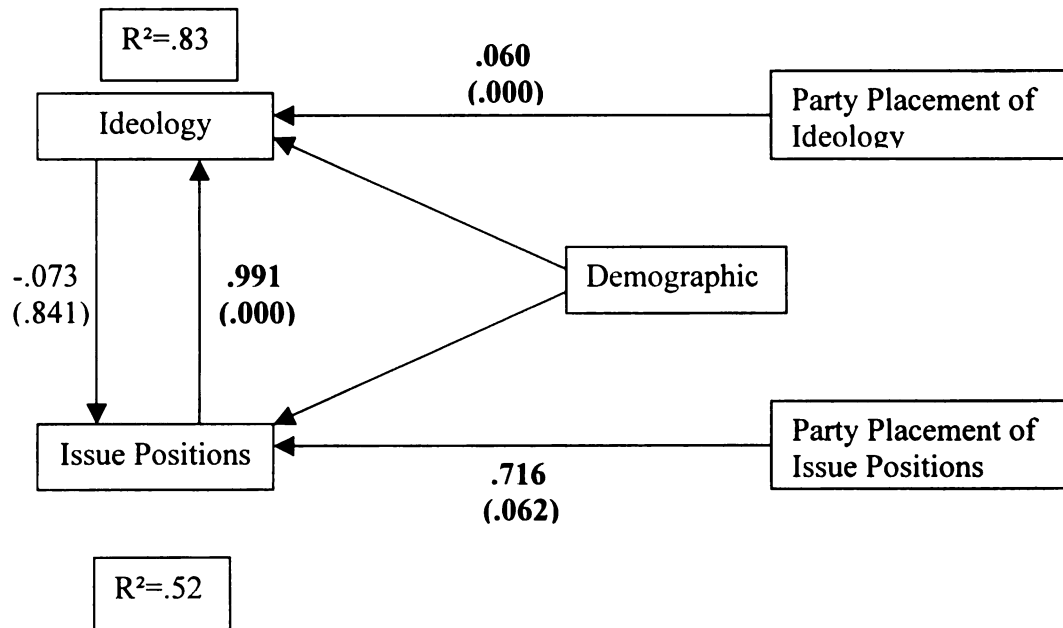 R²=.83
.060
(.000)
Ideology
Party Placement of
Ideology
-.073
(.841)
.991
(.000)
Demographic
Issue Positions
Party Placement of
Issue Positions
.716
(.062)
R²=.52